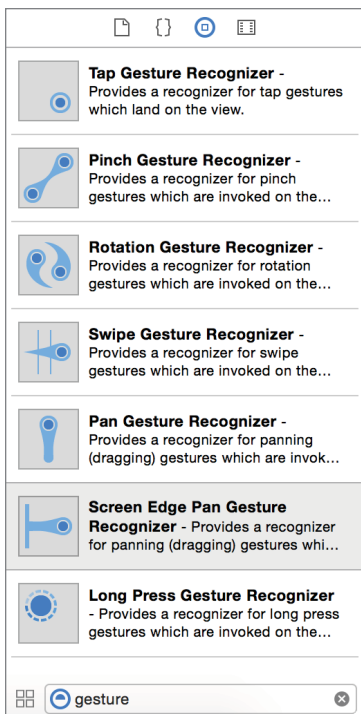 Tap Gesture Recognizer -
Provides a recognizer for tap gestures
which land on the view.
Pinch Gesture Recognizer -
Provides a recognizer for pinch
gestures which are invoked on the...
Rotation Gesture Recognizer -
Provides a recognizer for rotation
gestures which are invoked on the...
Swipe Gesture Recognizer -
Provides a recognizer for swipe
gestures which are invoked on the...
Pan Gesture Recognizer -
Provides a recognizer for panning
(dragging) gestures which are invok...
Screen Edge Pan Gesture
Recognizer - Provides a recognizer
for panning (dragging) gestures whi...
Long Press Gesture Recognizer
- Provides a recognizer for long press
gestures which are invoked on the...
gesture